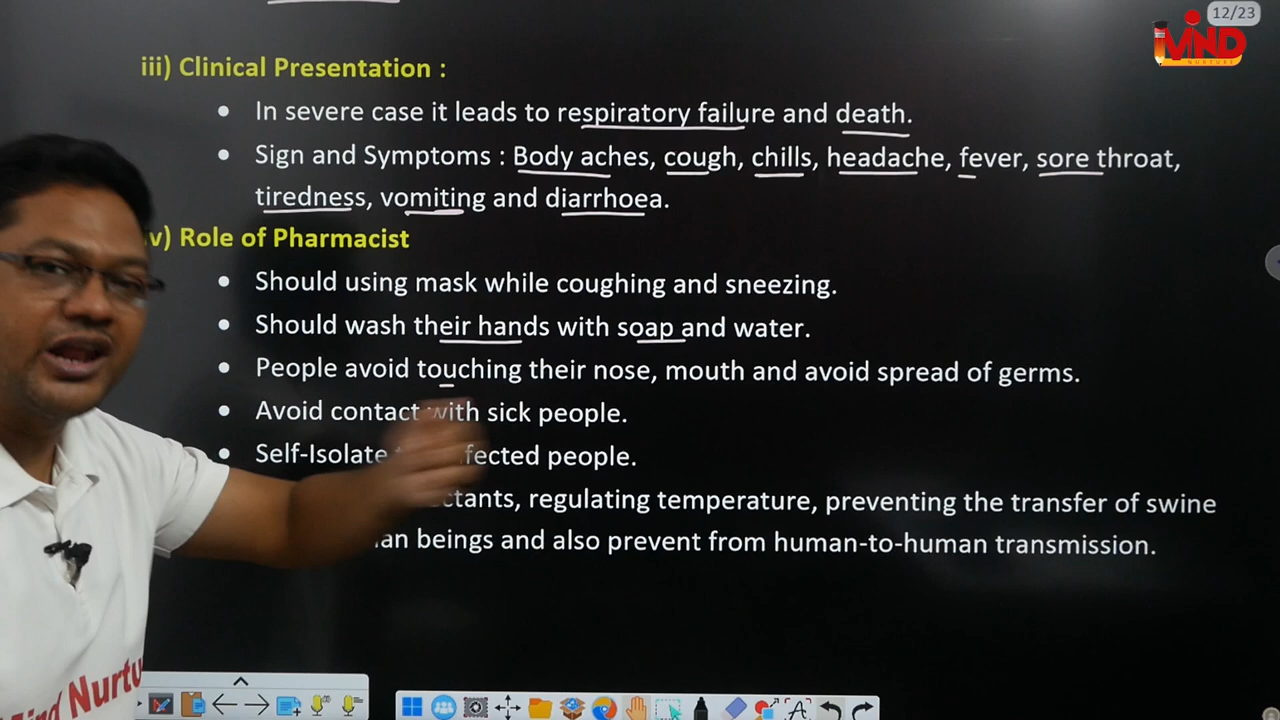 12/23
MIND
NURTURE
iii) Clinical Presentation :
• In severe case it leads to respiratory failure and death.
• Sign and Symptoms : Body aches, cough, chills, headache, fever, sore throat,
tiredness, vomiting and diarrhoea.
v) Role of Pharmacist
• Should using mask while coughing and sneezing.
• Should wash their hands with soap and water.
• People avoid touching their nose, mouth and avoid spread of germs.
• Avoid contact with sick people.
• Self-Isolate people.
regulating temperature, preventing the transfer of swine
beings and also prevent from human-to-human transmission.
Mind Nurtu